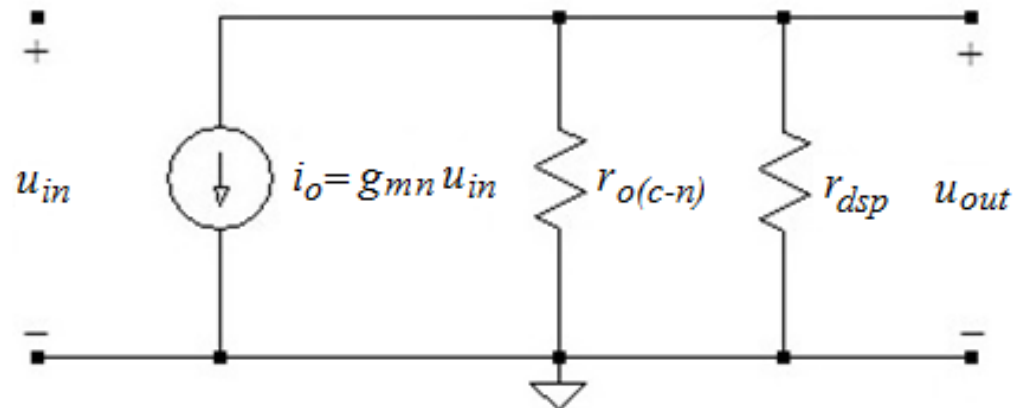 +
+
u_in
i_o=g_mn u_in
r_o(c-n)
r_dsp
u_out
−
−